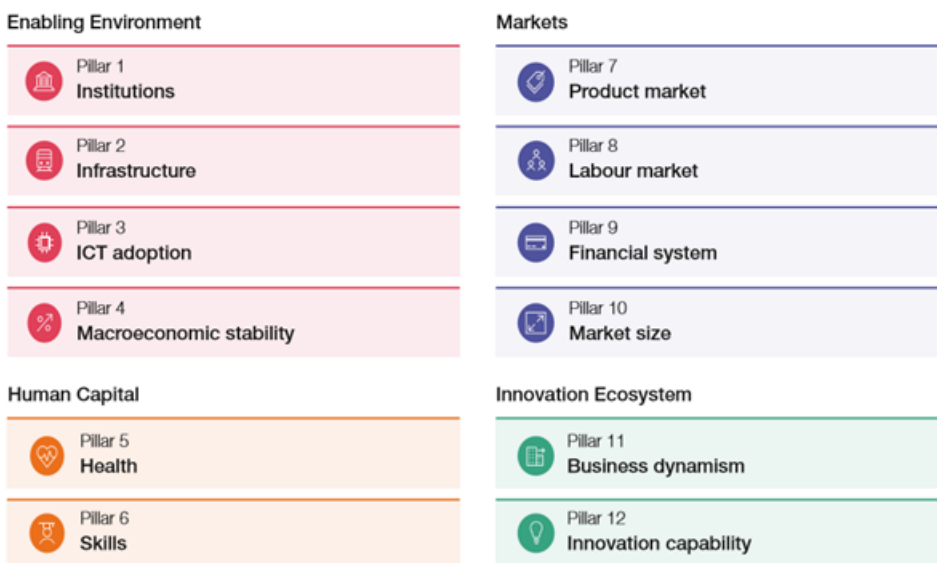 Enabling Environment
Pillar 1
Institutions
Pillar 2
Infrastructure
Pillar 3
ICT adoption
Pillar 4
Macroeconomic stability
Human Capital
Pillar 5
Health
Pillar 6
Skills
Markets
Pillar 7
Product market
Pillar 8
Labour market
Pillar 9
Financial system
Pillar 10
Market size
Innovation Ecosystem
Pillar 11
Business dynamism
Pillar 12
Innovation capability